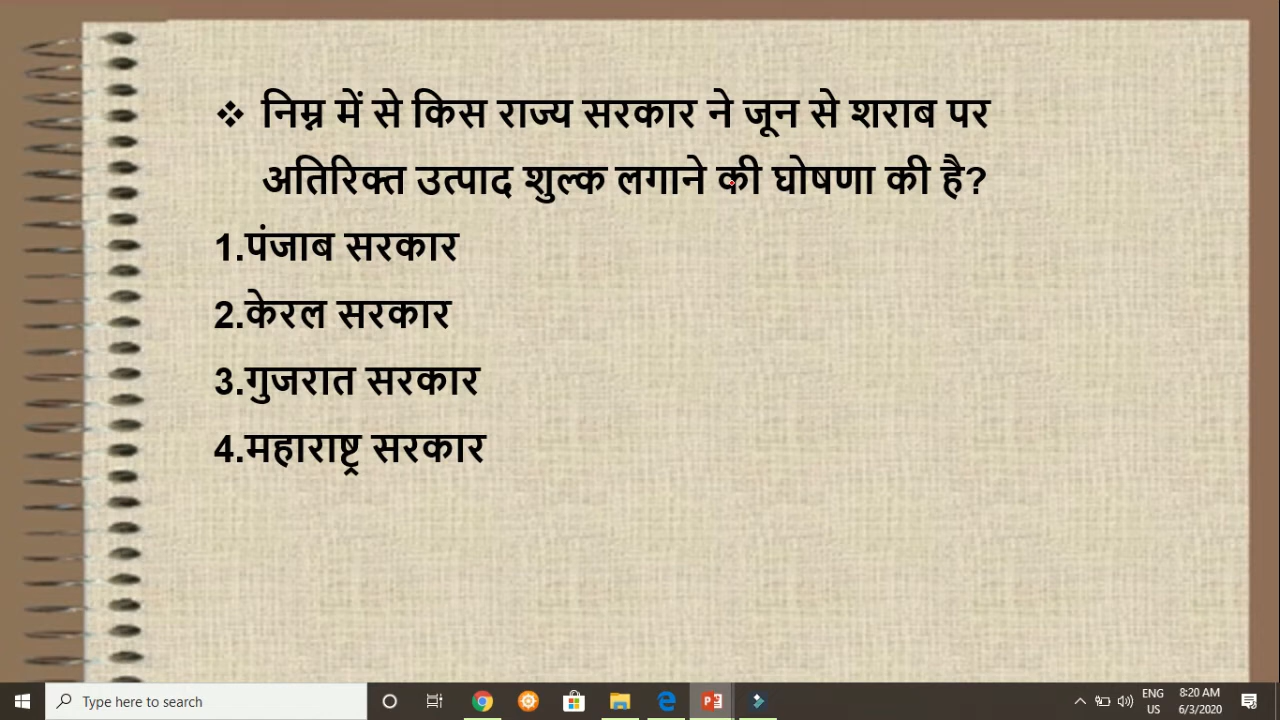 ❖ निम्न में से किस राज्य सरकार ने जून से शराब पर
अतिरिक्त उत्पाद शुल्क लगाने की घोषणा की है?
1.पंजाब सरकार
2.केरल सरकार
3.गुजरात सरकार
4.महाराष्ट्र सरकार
Type here to search
ENG
US
8:20 AM
6/3/2020